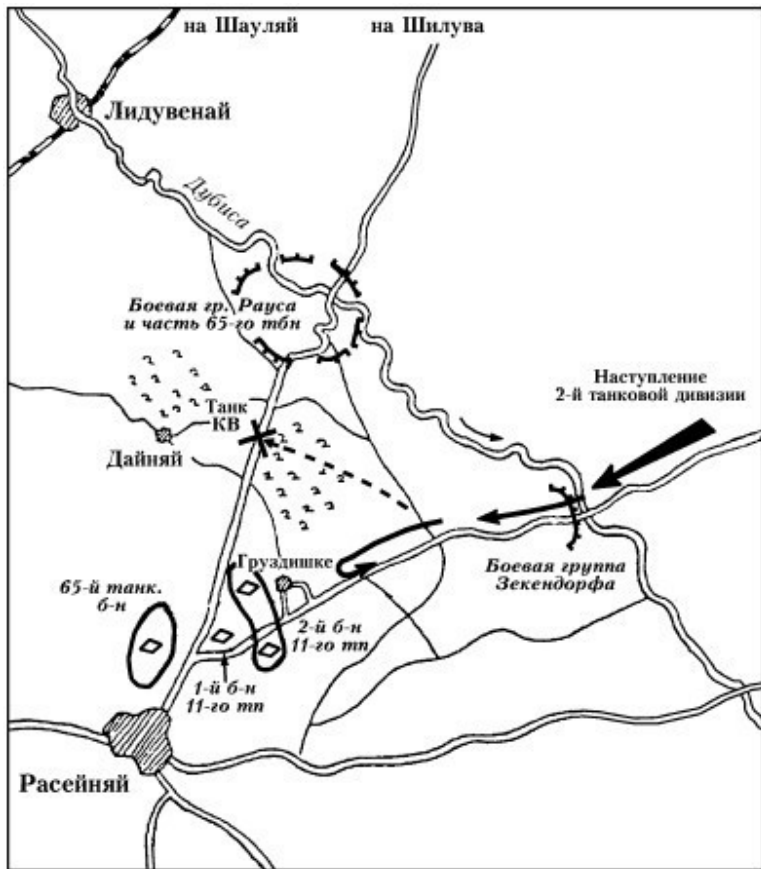 на Шауляй
на Шилува
Лидувенай
Дубиса
Боевая гр. Рауса
и часть 65-го тбн
Наступление
2-й танковой дивизии
Танк
КВ
Дайняй
Груздишке
Боевая группа
Зекендорфа
65-й танк.
б-н
2-й б-н
11-го тп
1-й б-н
11-го тп
Расейняй